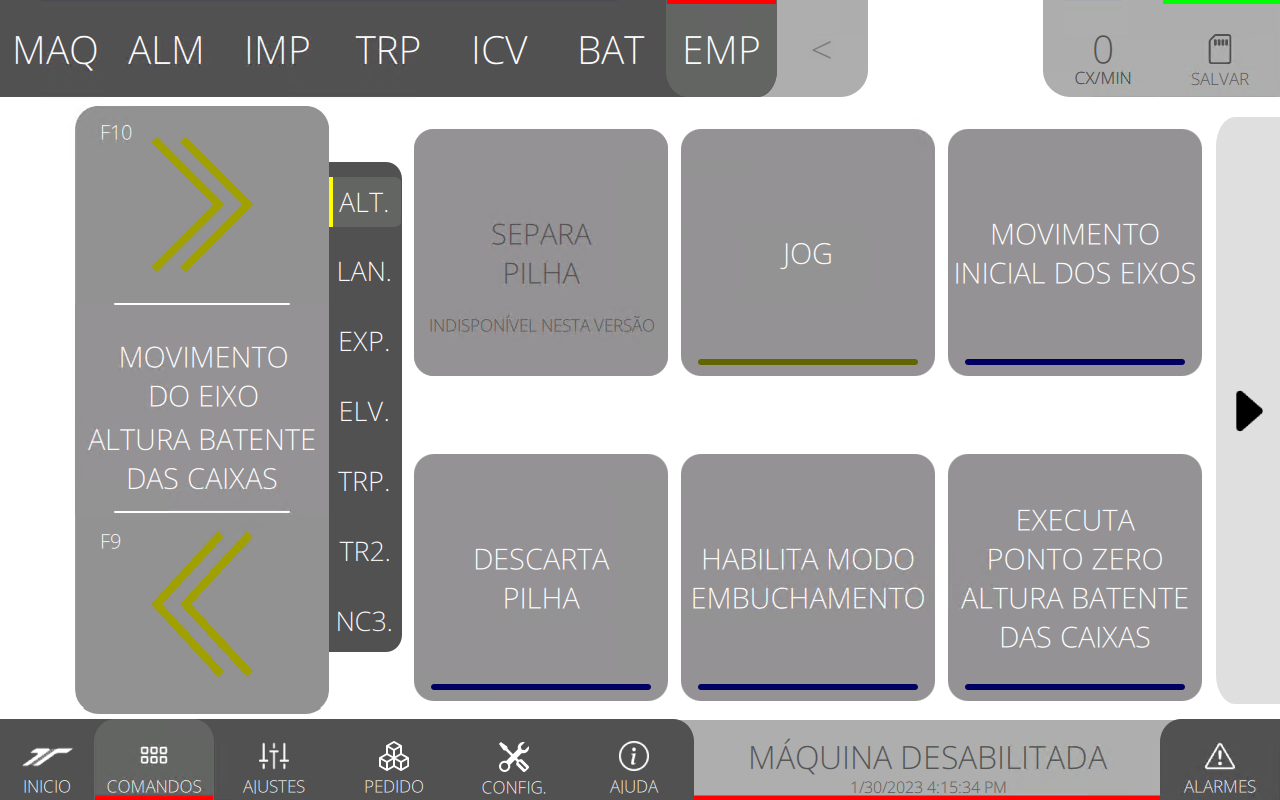 MAQ ALM IMP TRP ICV BAT EMP <
0
CX/MIN
SALVAR
F10
MOVIMENTO
DO EIXO
ALTURA BATENTE
DAS CAIXAS
F9
ALT.
LAN.
EXP.
ELV.
TRP.
TR2.
NC3.
SEPARA
PILHA
INDISPONÍVEL NESTA VERSÃO
JOG
MOVIMENTO
INICIAL DOS EIXOS
DESCARTA
PILHA
HABILITA MODO
EMBUCHAMENTO
EXECUTA
PONTO ZERO
ALTURA BATENTE
DAS CAIXAS
INICIO
COMANDOS
AJUSTES
PEDIDO
CONFIG.
AJUDA
MÁQUINA DESABILITADA
1/30/2023 4:15:34 PM
ALARMES